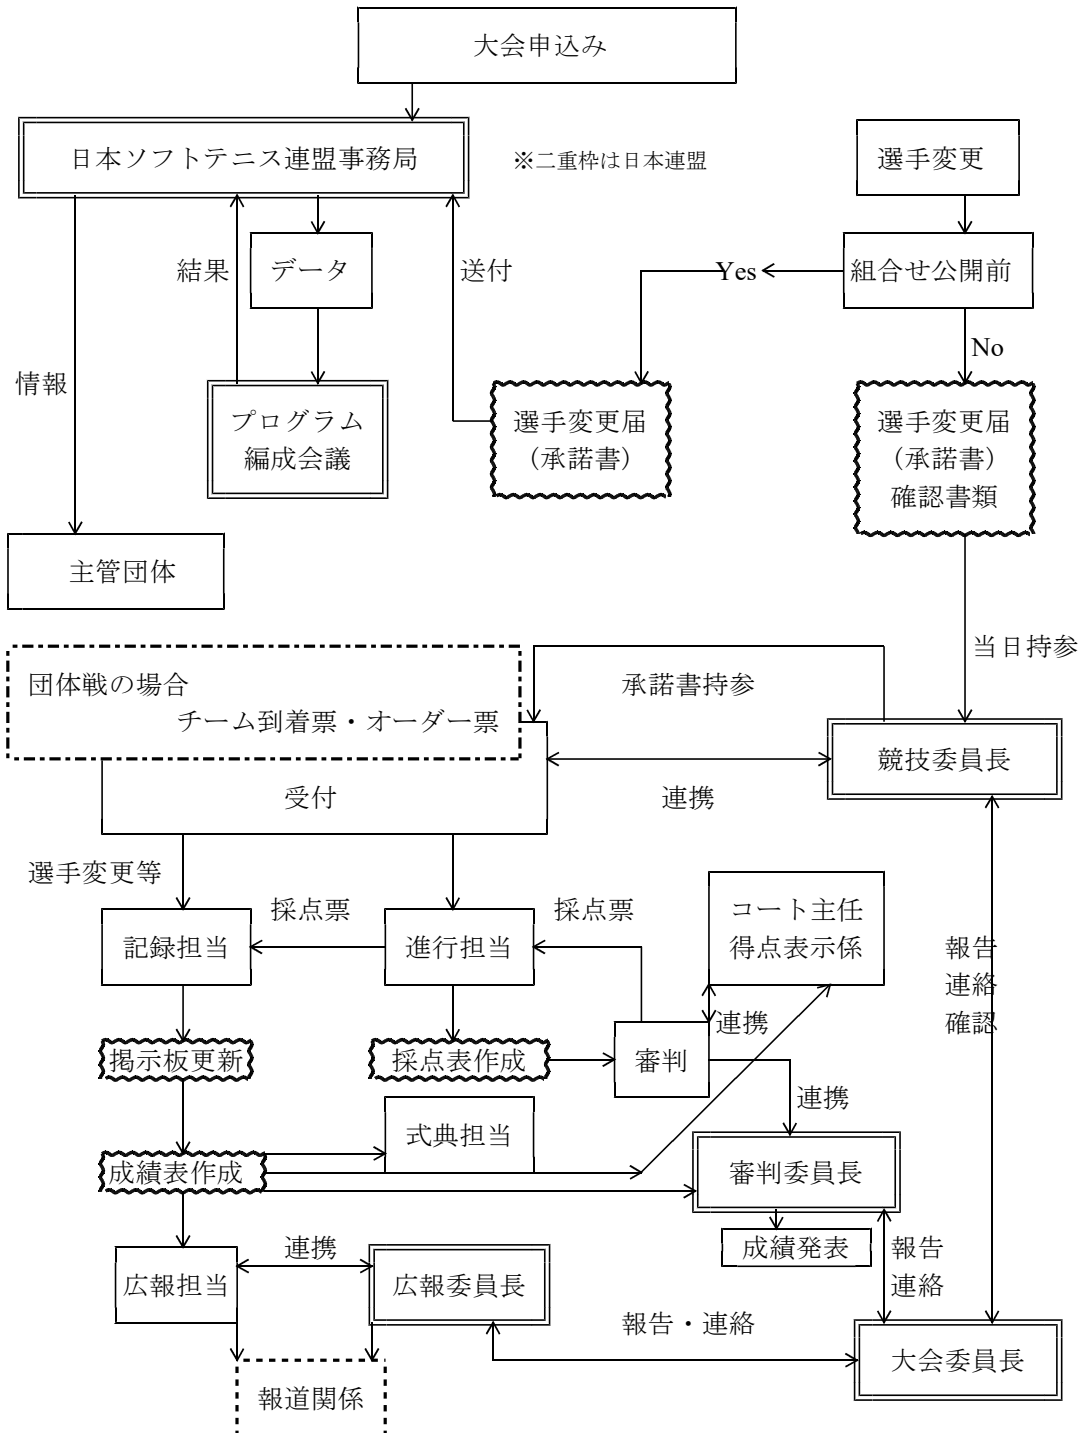 大会申込み
日本ソフトテニス連盟事務局
※二重枠は日本連盟
選手変更
結果
データ
送付
Yes
組合せ公開前
No
情報
プログラム
編成会議
選手変更届
（承諾書）
選手変更届
（承諾書）
確認書類
主管団体
当日持参
団体戦の場合
チーム到着票・オーダー票
承諾書持参
競技委員長
受付
連携
選手変更等
採点票
採点票
コート主任
得点表示係
記録担当
進行担当
報告
連絡
確認
連携
掲示板更新
採点表作成
審判
連携
式典担当
成績表作成
審判委員長
成績発表
報告
連絡
連携
広報担当
広報委員長
報告・連絡
大会委員長
報道関係